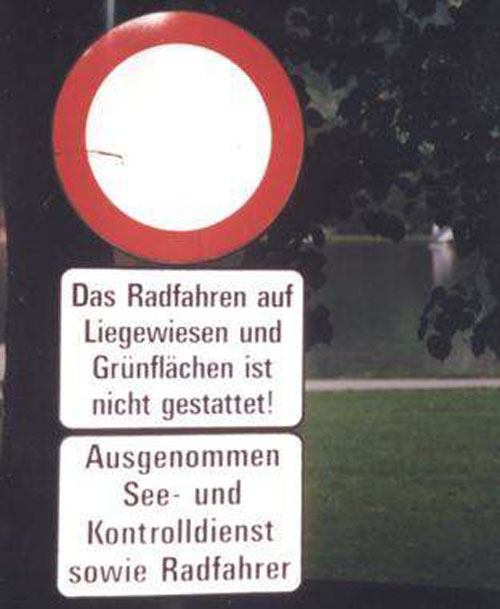 Das Radfahren auf
Liegewiesen und
Grünflächen ist
nicht gestattet!
Ausgenommen
See- und
Kontrolldienst
sowie Radfahrer